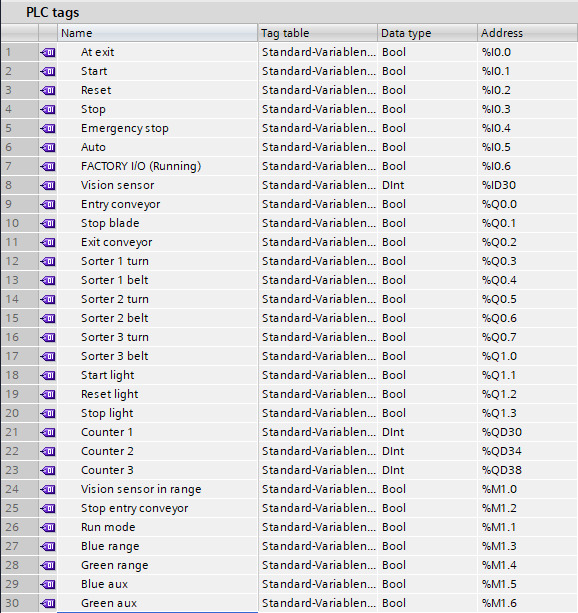 PLC tags
Name Tag table Data type Address
1 At exit Standard-Variablen... Bool %I0.0
2 Start Standard-Variablen... Bool %I0.1
3 Reset Standard-Variablen... Bool %I0.2
4 Stop Standard-Variablen... Bool %I0.3
5 Emergency stop Standard-Variablen... Bool %I0.4
6 Auto Standard-Variablen... Bool %I0.5
7 FACTORY I/O (Running) Standard-Variablen... Bool %I0.6
8 Vision sensor Standard-Variablen... DInt %ID30
9 Entry conveyor Standard-Variablen... Bool %Q0.0
10 Stop blade Standard-Variablen... Bool %Q0.1
11 Exit conveyor Standard-Variablen... Bool %Q0.2
12 Sorter 1 turn Standard-Variablen... Bool %Q0.3
13 Sorter 1 belt Standard-Variablen... Bool %Q0.4
14 Sorter 2 turn Standard-Variablen... Bool %Q0.5
15 Sorter 2 belt Standard-Variablen... Bool %Q0.6
16 Sorter 3 turn Standard-Variablen... Bool %Q0.7
17 Sorter 3 belt Standard-Variablen... Bool %Q1.0
18 Start light Standard-Variablen... Bool %Q1.1
19 Reset light Standard-Variablen... Bool %Q1.2
20 Stop light Standard-Variablen... Bool %Q1.3
21 Counter 1 Standard-Variablen... DInt %QD30
22 Counter 2 Standard-Variablen... DInt %QD34
23 Counter 3 Standard-Variablen... DInt %QD38
24 Vision sensor in range Standard-Variablen... Bool %M1.0
25 Stop entry conveyor Standard-Variablen... Bool %M1.2
26 Run mode Standard-Variablen... Bool %M1.1
27 Blue range Standard-Variablen... Bool %M1.3
28 Green range Standard-Variablen... Bool %M1.4
29 Blue aux Standard-Variablen... Bool %M1.5
30 Green aux Standard-Variablen... Bool %M1.6